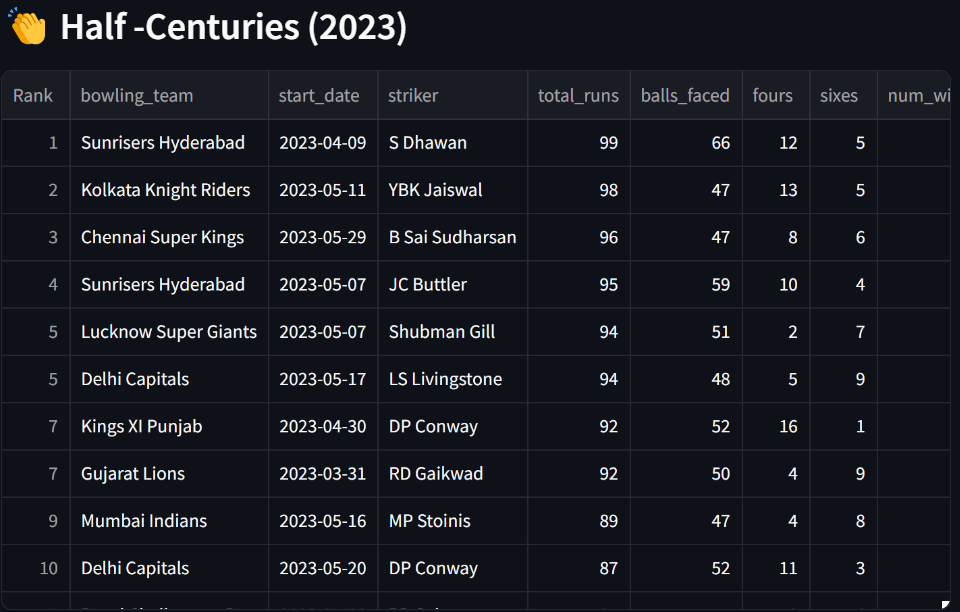 Half -Centuries (2023)
Rank bowling_team start_date striker total_runs balls_faced fours sixes num_wi
1 Sunrisers Hyderabad 2023-04-09 S Dhawan 99 66 12 5
2 Kolkata Knight Riders 2023-05-11 YBK Jaiswal 98 47 13 5
3 Chennai Super Kings 2023-05-29 B Sai Sudharsan 96 47 8 6
4 Sunrisers Hyderabad 2023-05-07 JC Buttler 95 59 10 4
5 Lucknow Super Giants 2023-05-07 Shubman Gill 94 51 2 7
5 Delhi Capitals 2023-05-17 LS Livingstone 94 48 5 9
7 Kings XI Punjab 2023-04-30 DP Conway 92 52 16 1
7 Gujarat Lions 2023-03-31 RD Gaikwad 92 50 4 9
9 Mumbai Indians 2023-05-16 MP Stoinis 89 47 4 8
10 Delhi Capitals 2023-05-20 DP Conway 87 52 11 3